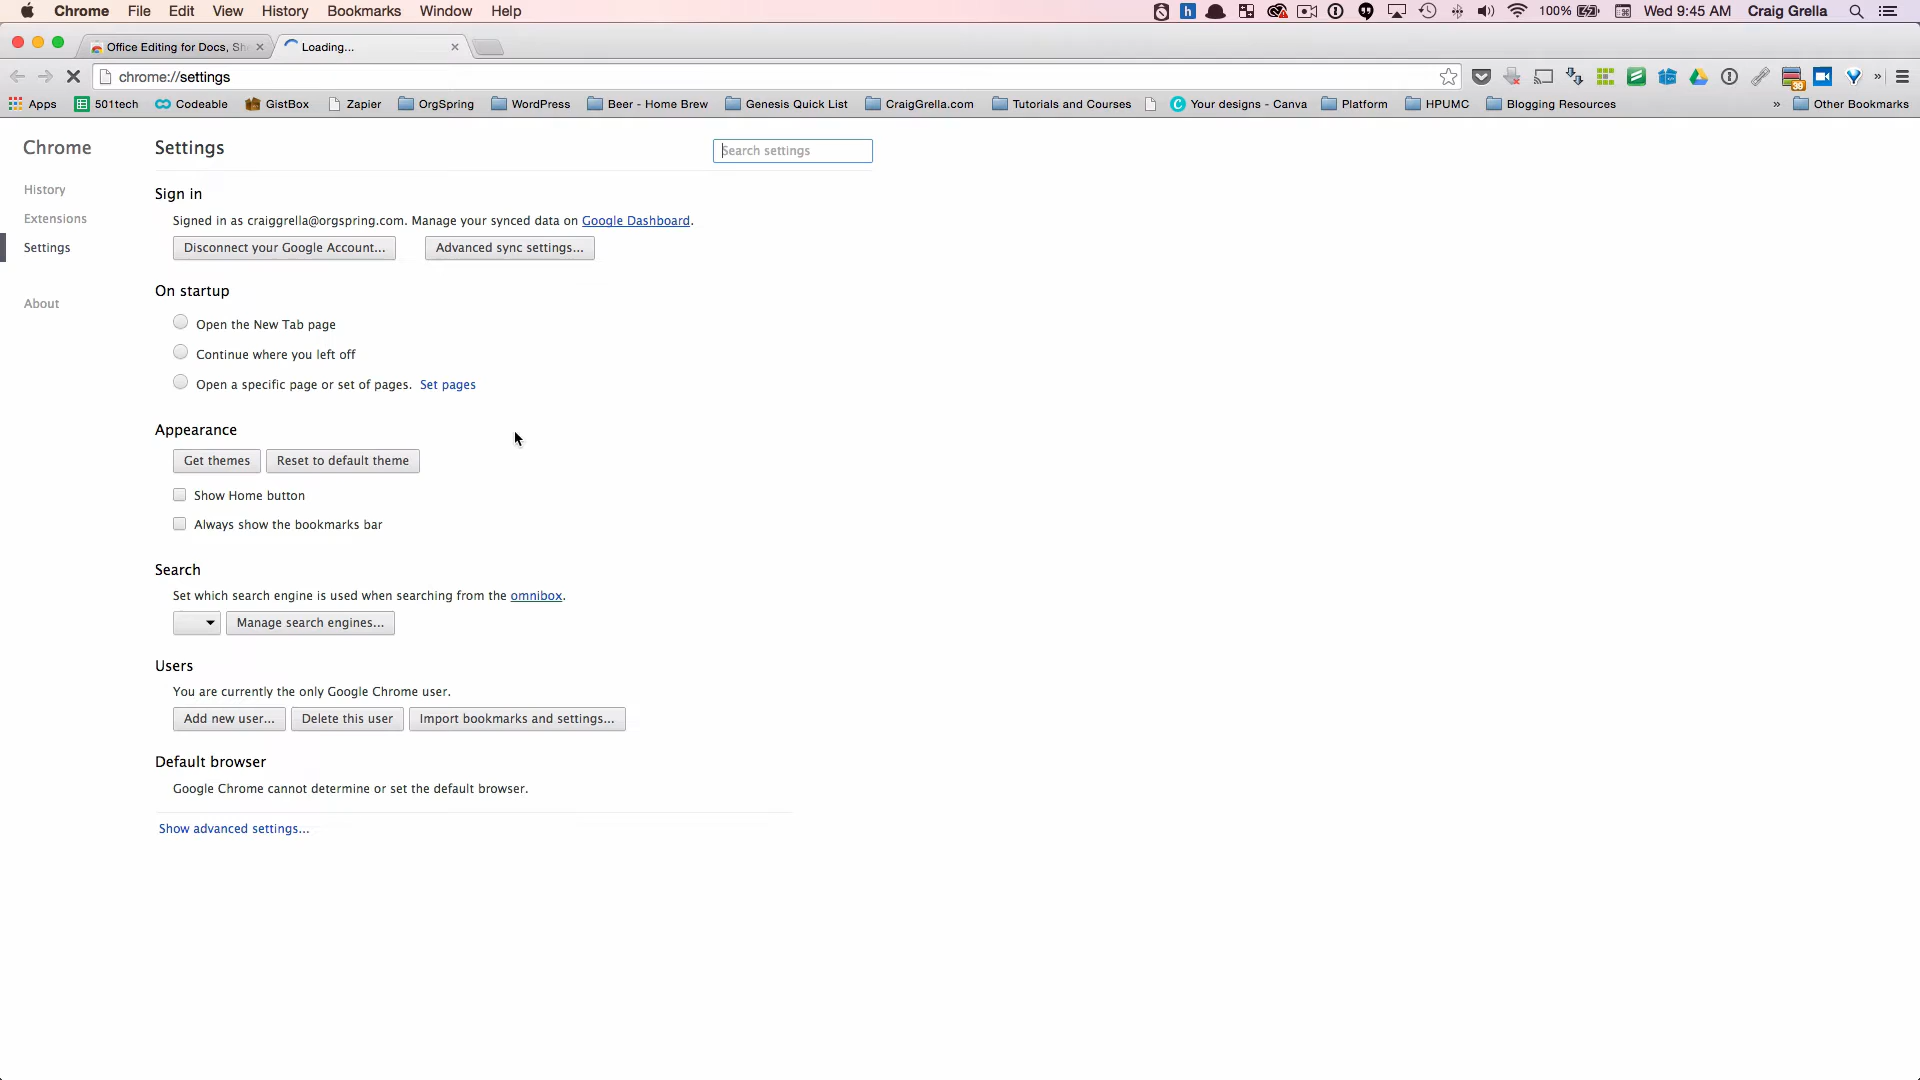 Chrome File Edit View History Bookmarks Window Help 100% Wed 9:45 AM Craig Grella
Office Editing for Docs, She Loading...
chrome://settings
39
Apps 501tech Codeable GistBox Zapier OrgSpring WordPress Beer - Home Brew Genesis Quick List CraigGrella.com Tutorials and Courses Your designs - Canva Platform HPUMC Blogging Resources » Other Bookmarks
Chrome
Settings
Search settings
History
Extensions
Settings
About
Sign in
Signed in as craiggrella@orgspring.com. Manage your synced data on Google Dashboard.
Disconnect your Google Account... Advanced sync settings...
On startup
Open the New Tab page
Continue where you left off
Open a specific page or set of pages. Set pages
Appearance
Get themes Reset to default theme
Show Home button
Always show the bookmarks bar
Search
Set which search engine is used when searching from the omnibox.
Manage search engines...
Users
You are currently the only Google Chrome user.
Add new user... Delete this user Import bookmarks and settings...
Default browser
Google Chrome cannot determine or set the default browser.
Show advanced settings...